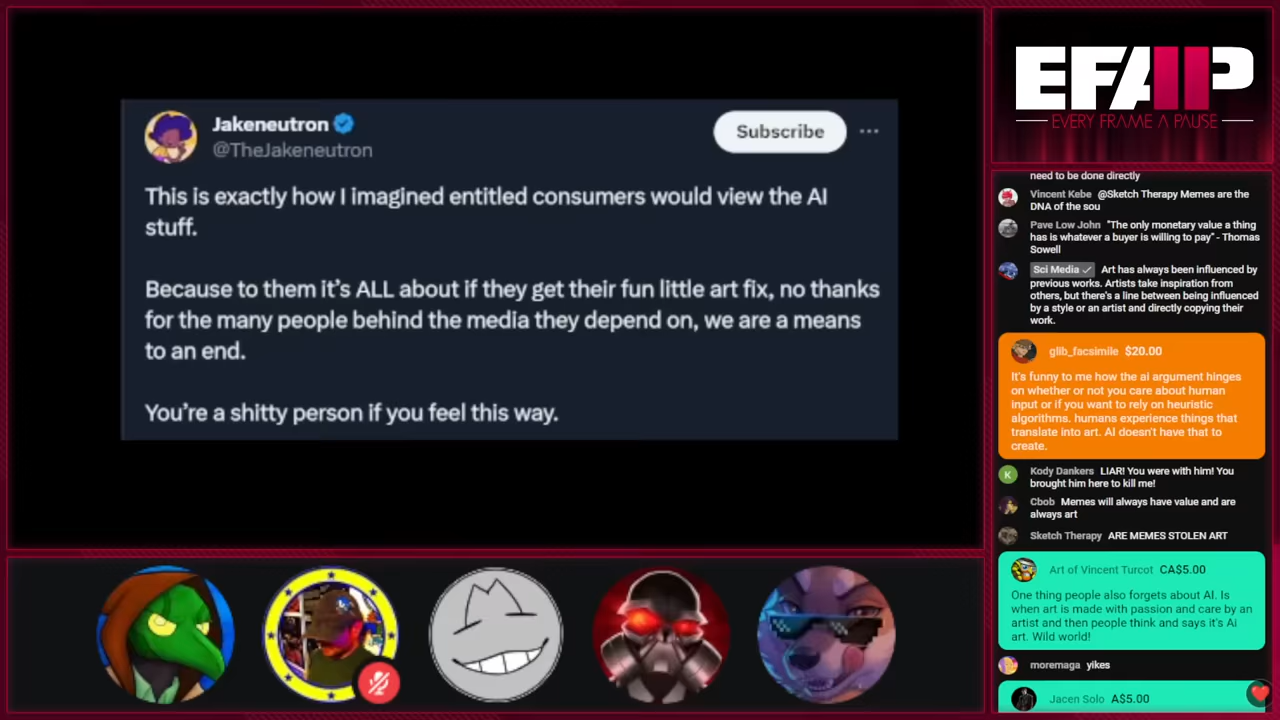 Jakeneutron
@TheJakeneutron
Subscribe
This is exactly how I imagined entitled consumers would view the AI
stuff.
Because to them it's ALL about if they get their fun little art fix, no thanks
for the many people behind the media they depend on, we are a means
to an end.
You're a shitty person if you feel this way.
EFAP
EVERY FRAME A PAUSE
need to be done directly
Vincent Kebe @Sketch Therapy Memes are the
DNA of the sou
Pave Low John "The only monetary value a thing
has is whatever a buyer is willing to pay" - Thomas
Sowell
Sci Media ✓ Art has always been influenced by
previous works. Artists take inspiration from
others, but there's a line between being influenced
by a style or an artist and directly copying their
work.
glib_facsimile $20.00
It's funny to me how the ai argument hinges
on whether or not you care about human
input or if you want to rely on heuristic
algorithms. humans experience things that
translate into art. AI doesn't have that to
create.
K
Kody Dankers LIAR! You were with him! You
brought him here to kill me!
Cbob Memes will always have value and are
always art
Sketch Therapy ARE MEMES STOLEN ART
Art of Vincent Turcot CA$5.00
One thing people also forgets about AI. Is
when art is made with passion and care by an
artist and then people think and says it's Ai
art. Wild world!
moremaga yikes
Jacen Solo A$5.00